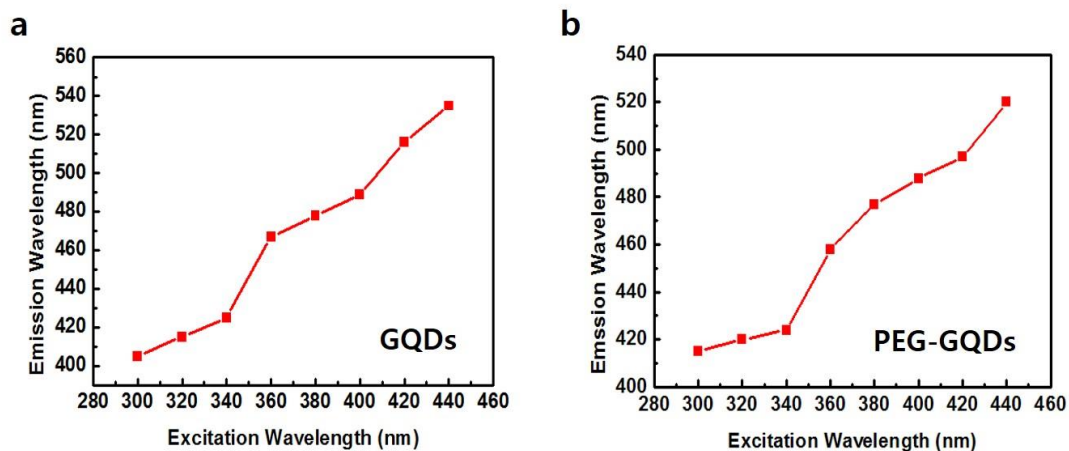 a
560
540
520
500
480
460
440
420
400
280 300 320 340 360 380 400 420 440 460
Emission Wavelength (nm)
Excitation Wavelength (nm)
GQDs
b
540
520
500
480
460
440
420
400
280 300 320 340 360 380 400 420 440 460
Emssion Wavelength (nm)
Excitation Wavelength (nm)
PEG-GQDs